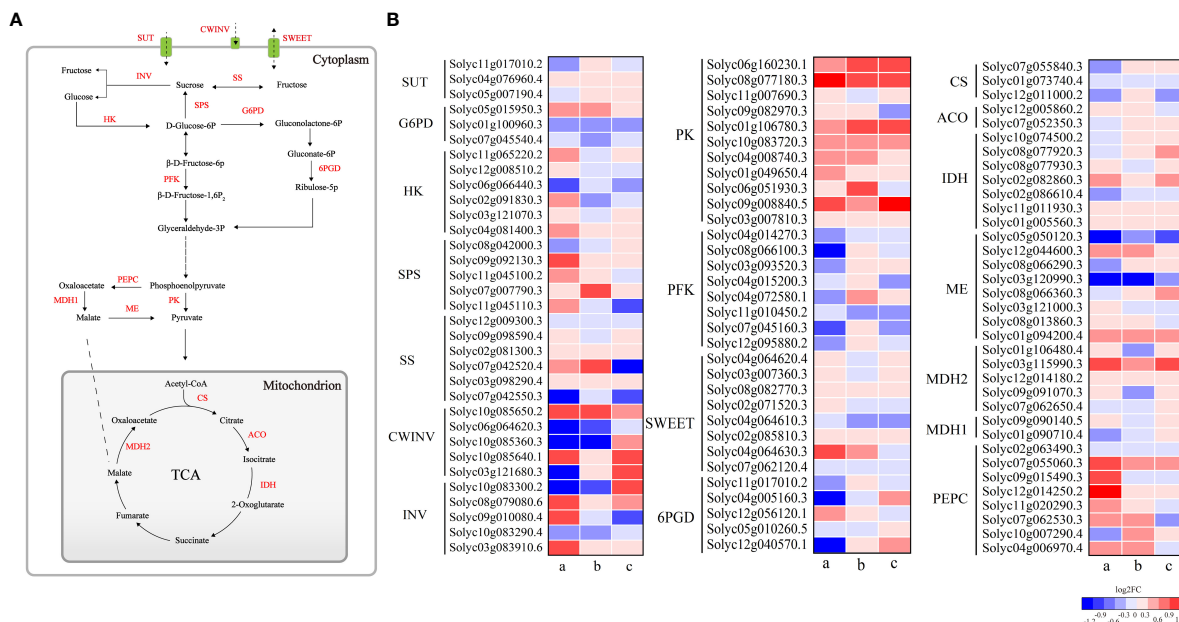 A
SUT
CWINV
SWEET
Cytoplasm
Fructose
INV
Sucrose
SS
Fructose
Glucose
SPS
G6PD
HK
D-Glucose-6P
Gluconolactone-6P
β-D-Fructose-6p
Gluconate-6P
PFK
6PGD
β-D-Fructose-1,6P2
Ribulose-5p
Glyceraldehyde-3P
Oxaloacetate
PEPC
Phosphoenolpyruvate
MDH1
PK
Malate
ME
Pyruvate
Mitochondrion
Acetyl-CoA
CS
Oxaloacetate
Citrate
MDH2
ACO
Malate
TCA
Isocitrate
IDH
2-Oxoglutarate
Fumarate
Succinate
B
SUT
Solyc11g017010.2
Solyc04g076960.4
Solyc05g007190.4
G6PD
Solyc05g015950.3
Solyc01g100960.3
Solyc07g045540.4
HK
Solyc11g065220.2
Solyc12g008510.2
Solyc06g066440.3
Solyc02g091830.3
Solyc03g121070.3
Solyc04g081400.3
SPS
Solyc08g042000.3
Solyc09g092130.3
Solyc11g045100.2
Solyc07g007790.3
Solyc11g045110.3
SS
Solyc12g009300.3
Solyc09g098590.4
Solyc02g081300.3
Solyc07g042520.4
Solyc03g098290.4
Solyc07g042550.3
CWINV
Solyc10g085650.2
Solyc06g064620.3
Solyc10g085360.3
Solyc10g085640.1
Solyc03g121680.3
INV
Solyc10g083300.2
Solyc08g079080.6
Solyc09g010080.4
Solyc10g083290.4
Solyc03g083910.6
a b c
PK
Solyc06g160230.1
Solyc08g077180.3
Solyc11g007690.3
Solyc09g082970.3
Solyc01g106780.3
Solyc10g083720.3
Solyc04g008740.3
Solyc01g049650.4
Solyc06g051930.3
Solyc09g008840.5
Solyc03g007810.3
PFK
Solyc04g014270.3
Solyc08g066100.3
Solyc03g093520.3
Solyc04g015200.3
Solyc04g072580.1
Solyc11g010450.2
Solyc07g045160.3
Solyc12g095880.2
SWEET
Solyc04g064620.4
Solyc03g007360.3
Solyc08g082770.3
Solyc02g071520.3
Solyc04g064610.3
Solyc02g085810.3
Solyc04g064630.3
Solyc07g062120.4
6PGD
Solyc11g017010.2
Solyc04g005160.3
Solyc12g056120.1
Solyc05g010260.5
Solyc12g040570.1
a b c
CS
Solyc07g055840.3
Solyc01g073740.4
Solyc12g011000.2
ACO
Solyc12g005860.2
Solyc07g052350.3
IDH
Solyc10g074500.2
Solyc08g077920.3
Solyc08g077930.3
Solyc02g082860.3
Solyc02g086610.4
Solyc11g011930.3
Solyc01g005560.3
ME
Solyc05g050120.3
Solyc12g044600.3
Solyc08g066290.3
Solyc03g120990.3
Solyc08g066360.3
Solyc03g121000.3
Solyc08g013860.3
Solyc01g094200.4
MDH2
Solyc01g106480.4
Solyc03g115990.3
Solyc12g014180.2
Solyc09g091070.3
Solyc07g062650.4
MDH1
Solyc09g090140.5
Solyc01g090710.4
PEPC
Solyc02g063490.3
Solyc07g055060.3
Solyc09g015490.3
Solyc12g014250.2
Solyc11g020290.3
Solyc07g062530.3
Solyc10g007290.4
Solyc04g006970.4
a b c
log2FC
-0.9 -0.3 0 0.3 0.9
-0.6 0.6